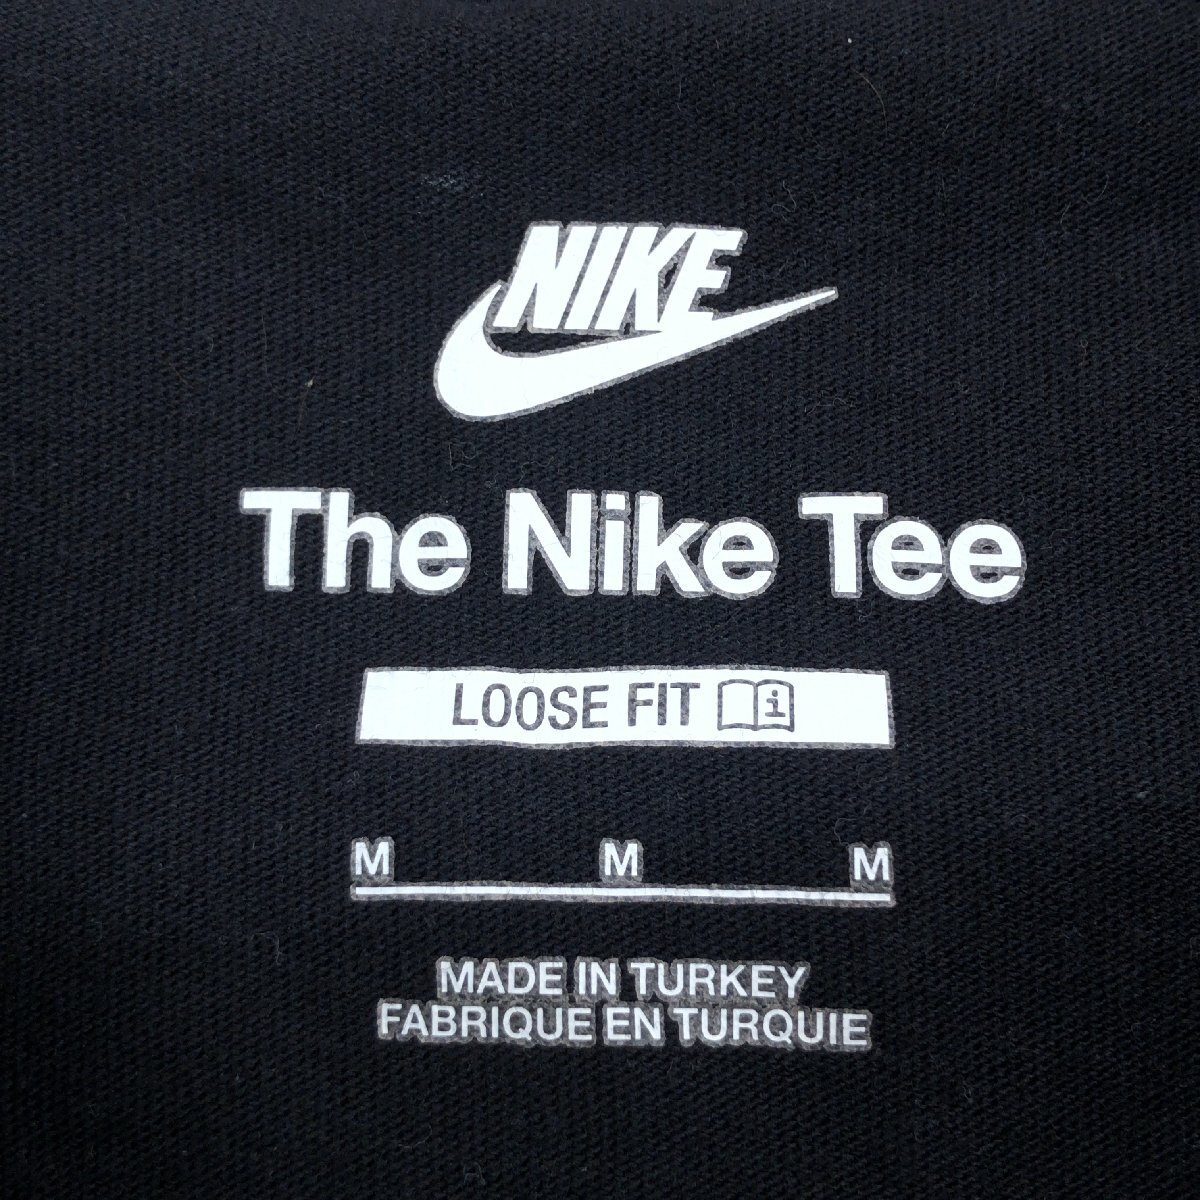 NIKE
The Nike Tee
LOOSE FIT i
M M M
MADE IN TURKEY
FABRIQUE EN TURQUIE